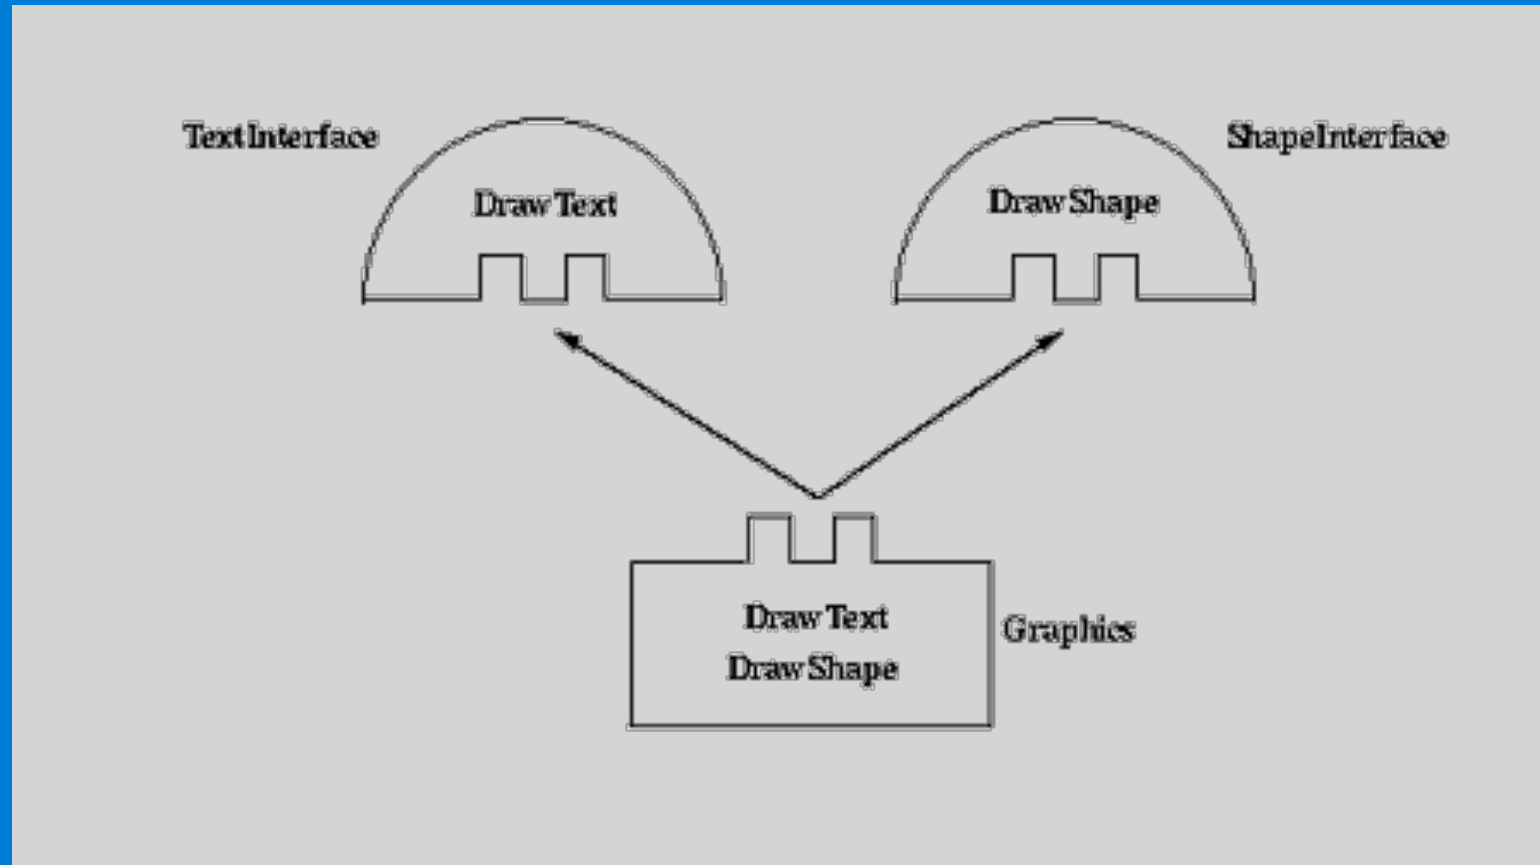 TextInterface
ShapeInterface
Draw Text
Draw Shape
Draw Text
Graphics
Draw Shape